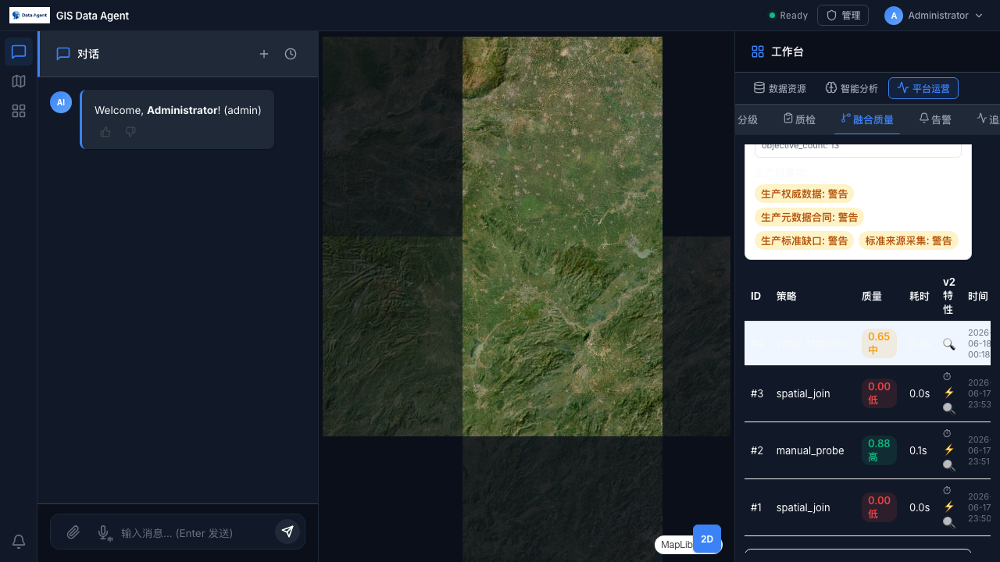 Data Agent
GIS Data Agent
Ready
管理
A
Administrator
对话
AI
Welcome, Administrator! (admin)
中
输入消息... (Enter 发送)
MapLib
2D
工作台
数据资源
智能分析
平台运营
分级
质检
融合质量
告警
追
objective_count: 13
生产权威数据: 警告
生产元数据合同: 警告
生产标准缺口: 警告
标准来源采集: 警告
ID 策略 质量 耗时 v2 特性 时间
0.65 中 2026-06-18 00:18
#3 spatial_join 0.00 低 0.0s 2026-06-17 23:53
#2 manual_probe 0.88 高 0.1s 2026-06-17 23:51
#1 spatial_join 0.00 低 0.0s 2026-06-17 23:50